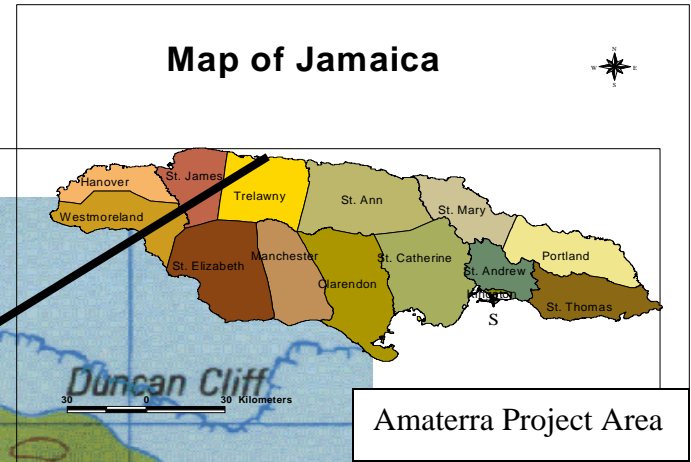 Map of Jamaica
N
W E
S
Hanover
St. James
Trelawny
St. Ann
St. Mary
Westmoreland
St. Elizabeth
Manchester
Clarendon
St. Catherine
St. Andrew
Portland
Kingston
St. Thomas
S
Duncan Cliff
30 0 30 Kilometers
Amaterra Project Area